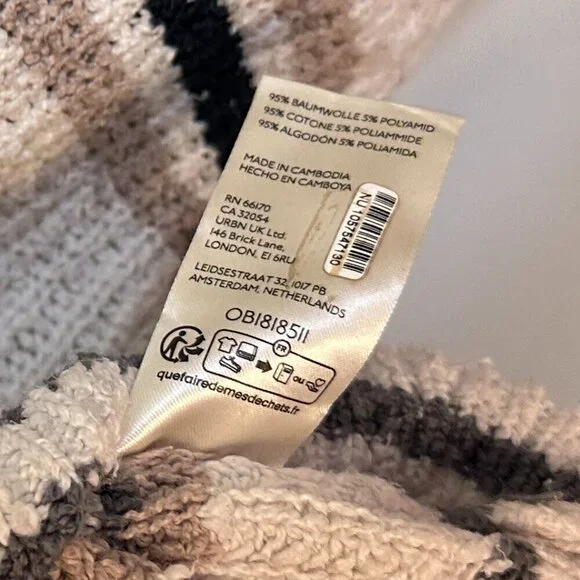 95% BAUMWOLLE 5% POLYAMID
95% COTONE 5% POLIAMMIDE
95% ALGODÓN 5% POLIAMIDA
MADE IN CAMBODIA
HECHO EN CAMBOYA
RN 66170
CA 32054
URBN UK Ltd.
146 Brick Lane,
LONDON, E1 6RU
NU 1057547130
LEIDSESTRAAT 32, 1017 PB
AMSTERDAM, NETHERLANDS
OB1818511
FR
OU
quefairedemesdechets.fr